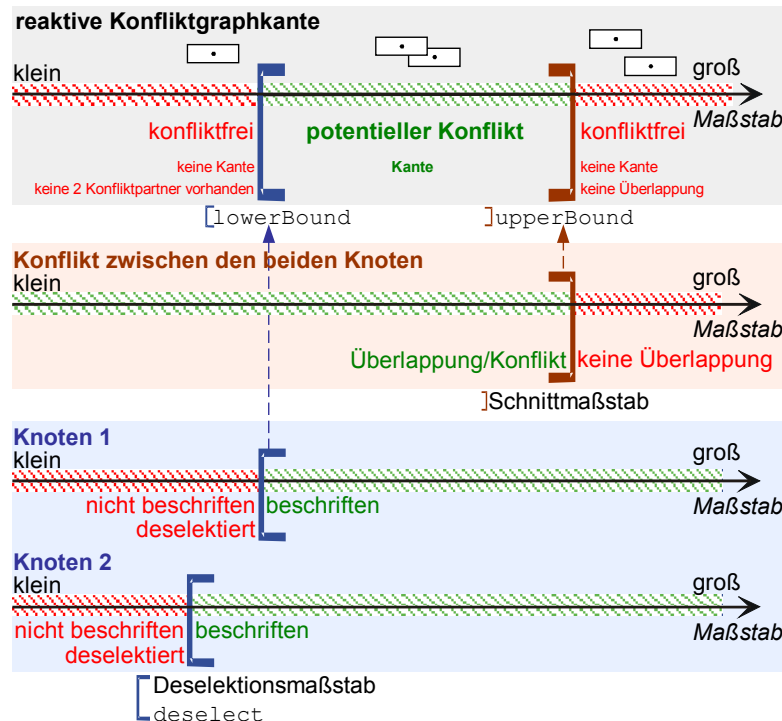 reaktive Konfliktgraphkante
klein
groß
Maßstab
konfliktfrei
potentieller Konflikt
konfliktfrei
keine Kante
Kante
keine Kante
keine 2 Konfliktpartner vorhanden
keine Überlappung
[lowerBound
]upperBound
Konflikt zwischen den beiden Knoten
klein
groß
Maßstab
Überlappung/Konflikt
keine Überlappung
]Schnittmaßstab
Knoten 1
klein
groß
nicht beschriften
beschriften
deselektiert
Maßstab
Knoten 2
klein
groß
nicht beschriften
beschriften
Maßstab
deselektiert
Deselektionsmaßstab
deselect